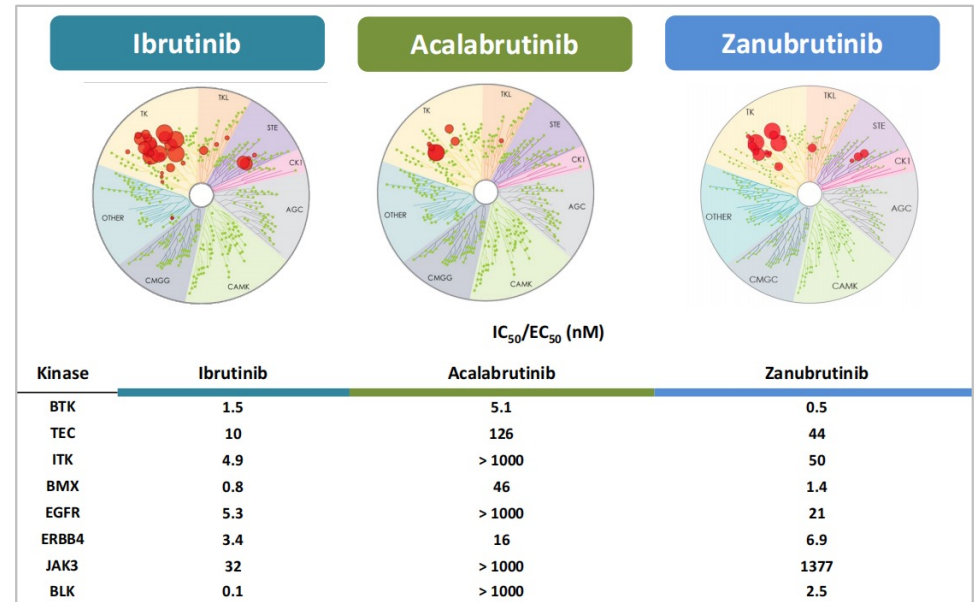 Ibrutinib Acalabrutinib Zanubrutinib
TK TKL STE CK1 AGC CAMK CMGG OTHER
TK TKL STE CK1 AGC CAMK CMGG OTHER
TK TKL STE CK1 AGC CAMK CMGC OTHER
IC50/EC50 (nM)
Kinase Ibrutinib Acalabrutinib Zanubrutinib
BTK 1.5 5.1 0.5
TEC 10 126 44
ITK 4.9 > 1000 50
BMX 0.8 46 1.4
EGFR 5.3 > 1000 21
ERBB4 3.4 16 6.9
JAK3 32 > 1000 1377
BLK 0.1 > 1000 2.5